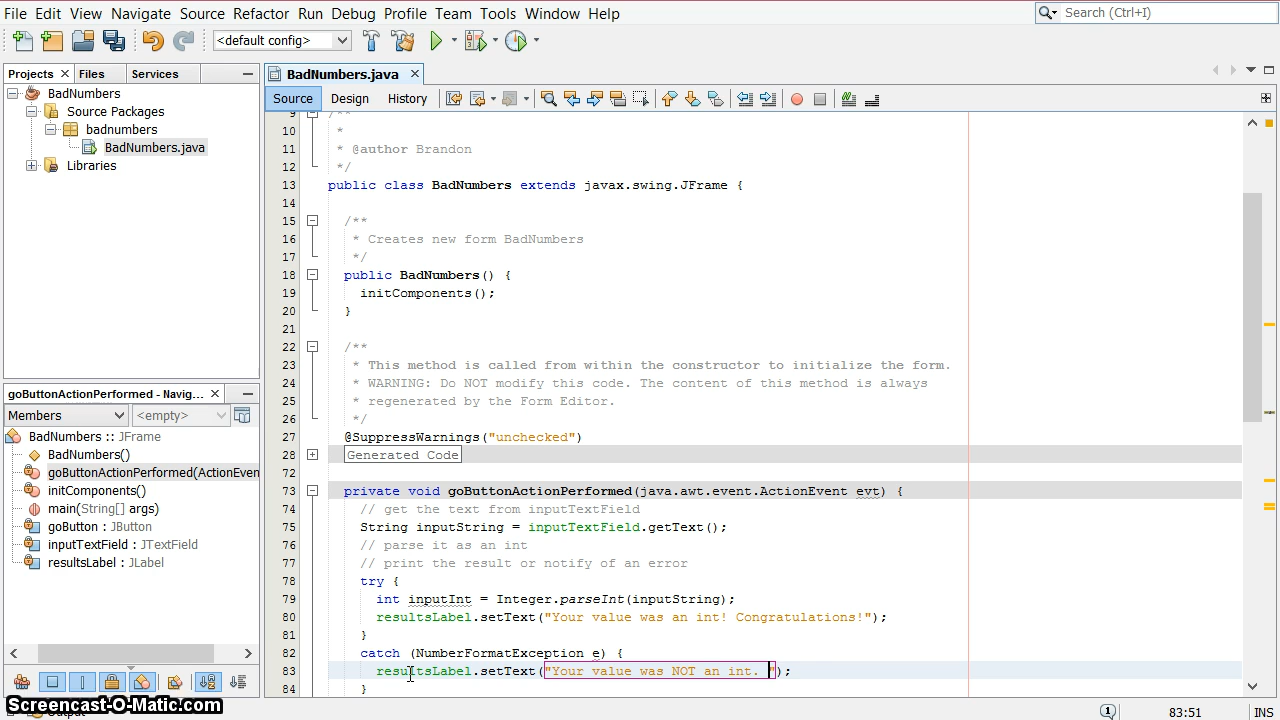 File Edit View Navigate Source Refactor Run Debug Profile Team Tools Window Help
Search (Ctrl+I)
<default config>
Projects
Files
Services
BadNumbers
Source Packages
badnumbers
BadNumbers.java
Libraries
goButtonActionPerformed - Navig...
Members
<empty>
BadNumbers :: JFrame
BadNumbers()
goButtonActionPerformed(ActionEven
initComponents()
main(String[] args)
goButton : JButton
inputTextField : JTextField
resultsLabel : JLabel
BadNumbers.java
Source Design History
9 /**
10 *
11 * @author Brandon
12 */
13 public class BadNumbers extends javax.swing.JFrame {
14
15 /**
16 * Creates new form BadNumbers
17 */
18 public BadNumbers() {
19 initComponents();
20 }
21
22 /**
23 * This method is called from within the constructor to initialize the form.
24 * WARNING: Do NOT modify this code. The content of this method is always
25 * regenerated by the Form Editor.
26 */
27 @SuppressWarnings("unchecked")
28 Generated Code
72
73 private void goButtonActionPerformed(java.awt.event.ActionEvent evt) {
74 // get the text from inputTextField
75 String inputString = inputTextField.getText();
76 // parse it as an int
77 // print the result or notify of an error
78 try {
79 int inputInt = Integer.parseInt(inputString);
80 resultsLabel.setText("Your value was an int! Congratulations!");
81 }
82 catch (NumberFormatException e) {
83 resultsLabel.setText("Your value was NOT an int. ");
84 }
Output
Screencast-O-Matic.com
1
83:51
INS